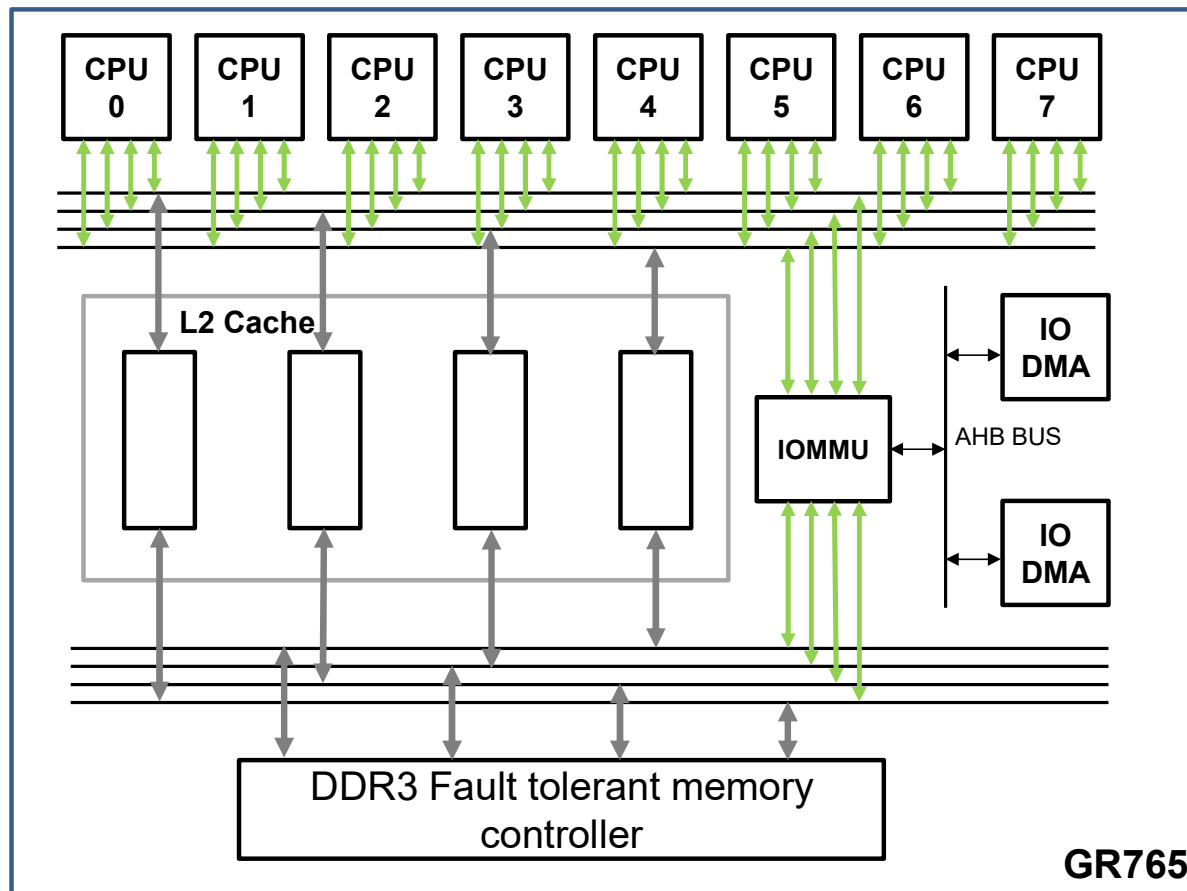 CPU
0
CPU
1
CPU
2
CPU
3
CPU
4
CPU
5
CPU
6
CPU
7
L2 Cache
IO
DMA
IOMMU
AHB BUS
IO
DMA
DDR3 Fault tolerant memory
controller
GR765